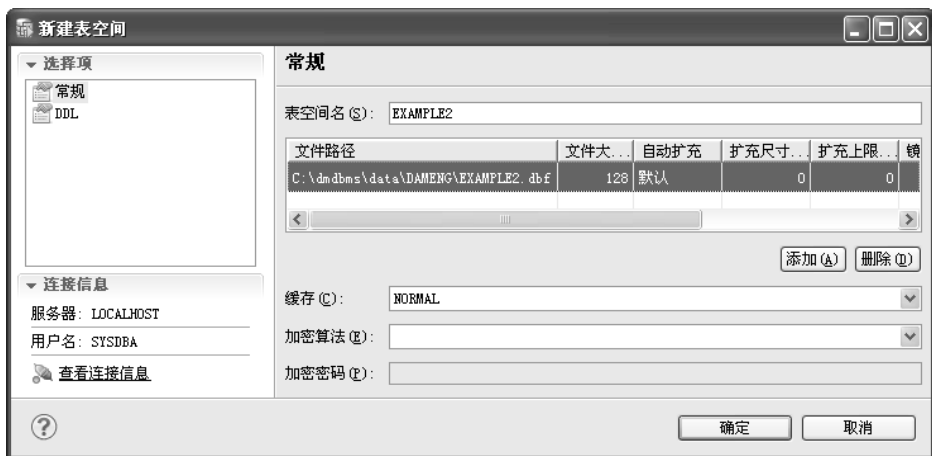 新建表空间
选择项
常规
DDL
连接信息
服务器: LOCALHOST
用户名: SYSDBA
查看连接信息
常规
表空间名(S): EXAMPLE2
文件路径 文件大... 自动扩充 扩充尺寸... 扩充上限... 镜
C:\dmdbms\data\DAMENG\EXAMPLE2.dbf 128 默认 0 0
添加(A) 删除(D)
缓存(C): NORMAL
加密算法(E):
加密密码(P):
确定 取消